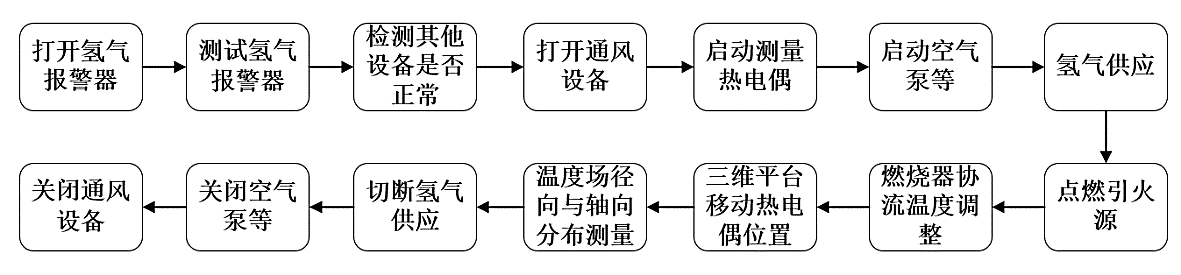 打开氢气
报警器
测试氢气
报警器
检测其他
设备是否
正常
打开通风
设备
启动测量
热电偶
启动空气
泵等
氢气供应
点燃引火
源
燃烧器协
流温度调
整
三维平台
移动热电
偶位置
温度场径
向与轴向
分布测量
切断氢气
供应
关闭空气
泵等
关闭通风
设备